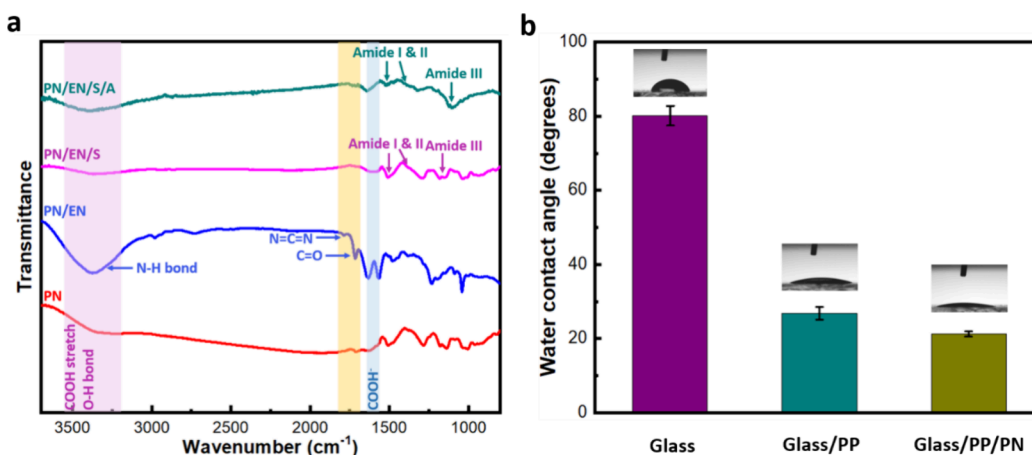 a
PN/EN/S/A
Amide I & II
Amide III
PN/EN/S
Amide I & II
Amide III
PN/EN
N=C=N
C=O
N-H bond
PN
COOH stretch
O-H bond
COOH-
Transmittance
3500 3000 2500 2000 1500 1000
Wavenumber (cm-1)
b
Water contact angle (degrees)
100
80
60
40
20
0
Glass Glass/PP Glass/PP/PN